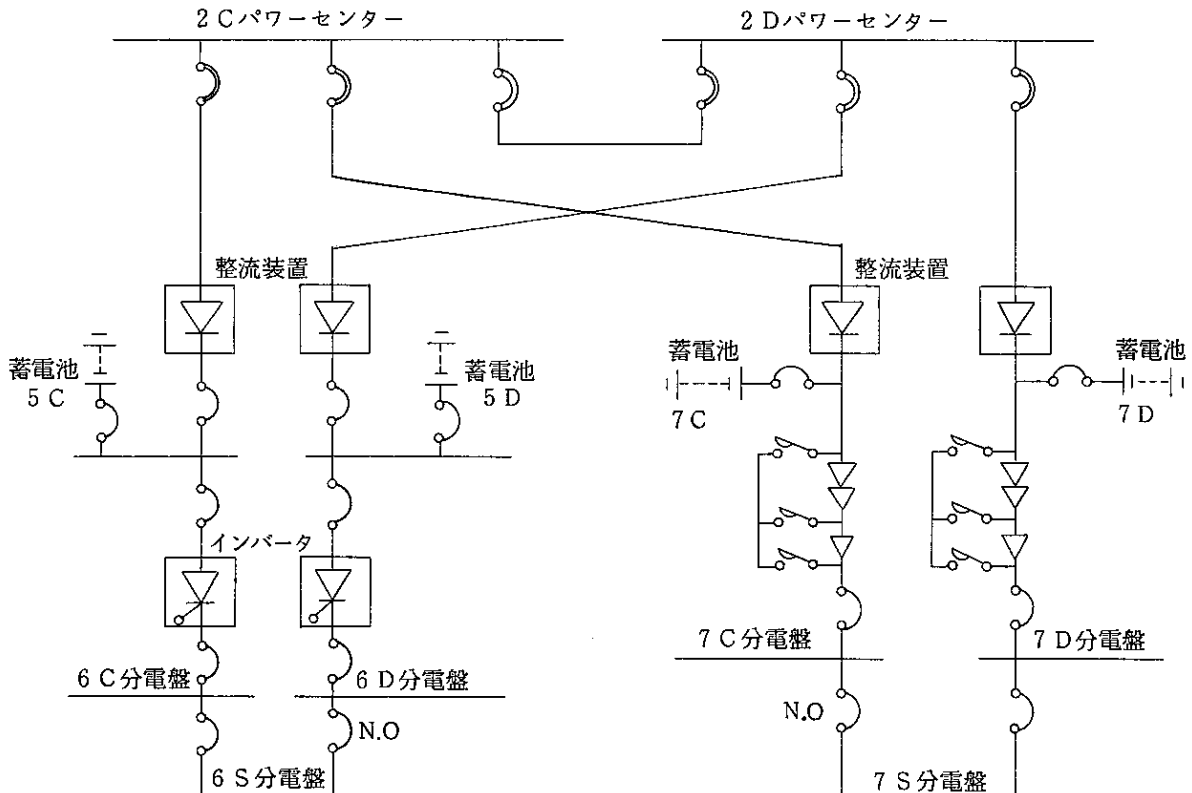 2Cパワーセンター
2Dパワーセンター
整流装置
整流装置
蓄電池
5C
蓄電池
5D
蓄電池
7C
蓄電池
7D
インバータ
6C分電盤
6D分電盤
7C分電盤
7D分電盤
N.O
N.O
6S分電盤
7S分電盤